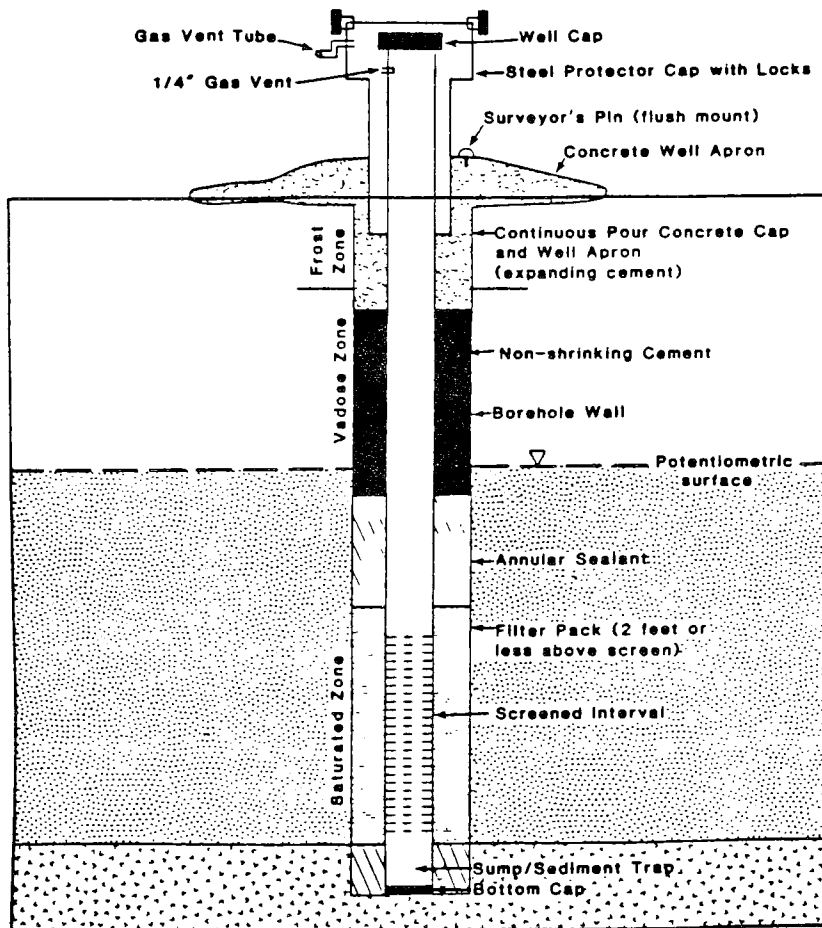 Gas Vent Tube
Well Cap
1/4" Gas Vent
Steel Protector Cap with Locks
Surveyor's Pin (flush mount)
Concrete Well Apron
Continuous Pour Concrete Cap
and Well Apron
(expanding cement)
Frost
Zone
Non-shrinking Cement
Vadose Zone
Borehole Wall
Potentiometric
surface
Annular Sealant
Filter Pack (2 feet or
less above screen)
Screened Interval
Saturated Zone
Sump/Sediment Trap
Bottom Cap